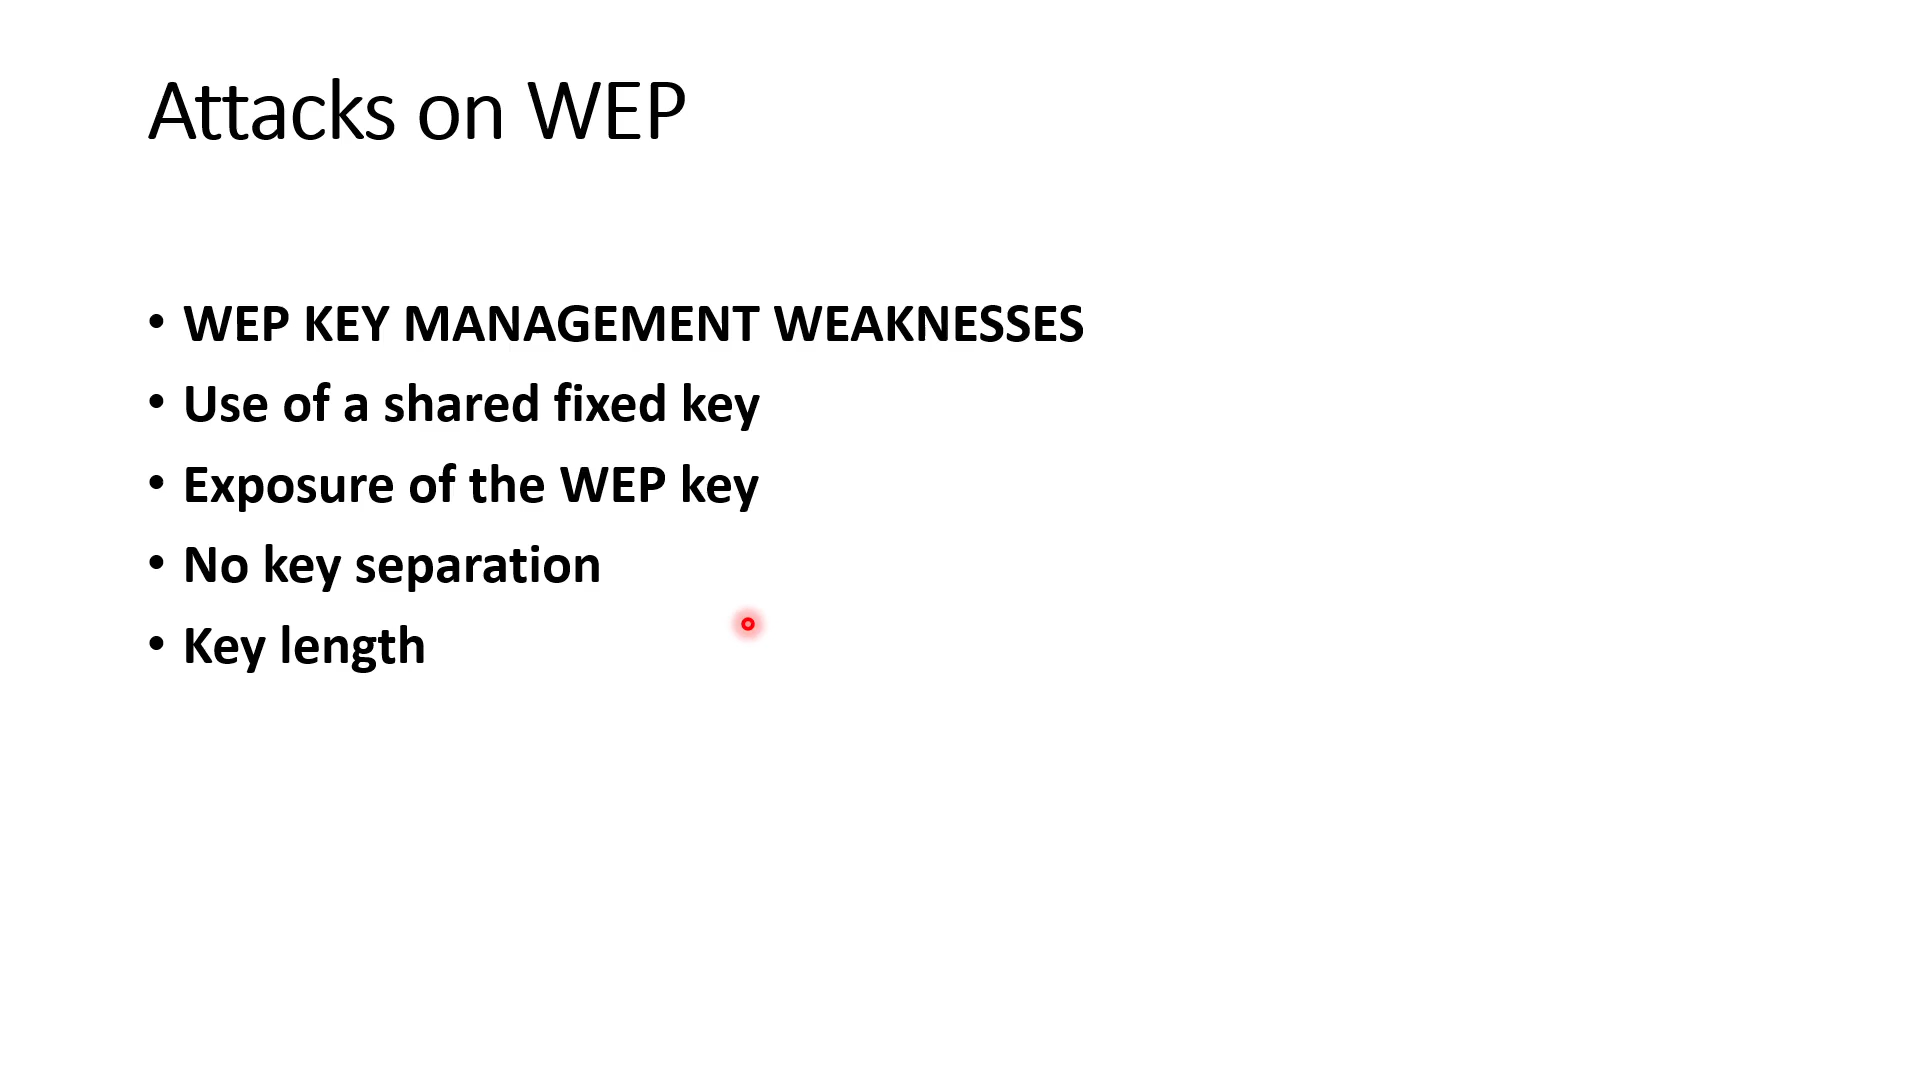 Attacks on WEP
• WEP KEY MANAGEMENT WEAKNESSES
• Use of a shared fixed key
• Exposure of the WEP key
• No key separation
• Key length